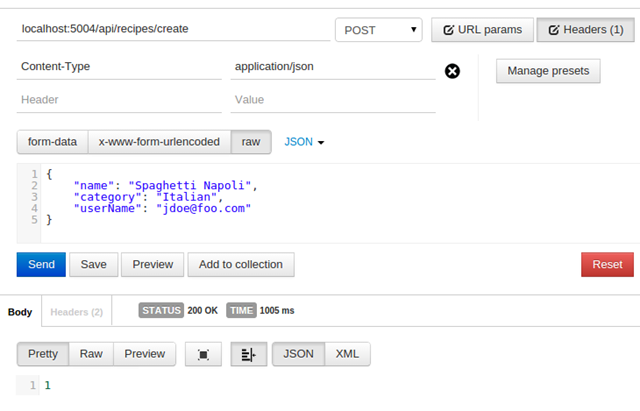 localhost:5004/api/recipes/create POST URL params Headers (1)
Content-Type application/json Manage presets
Header Value
form-data x-www-form-urlencoded raw JSON
1 {
2 "name": "Spaghetti Napoli",
3 "category": "Italian",
4 "userName": "jdoe@foo.com"
5 }
Send Save Preview Add to collection Reset
Body Headers (2) STATUS 200 OK TIME 1005 ms
Pretty Raw Preview JSON XML
1 1